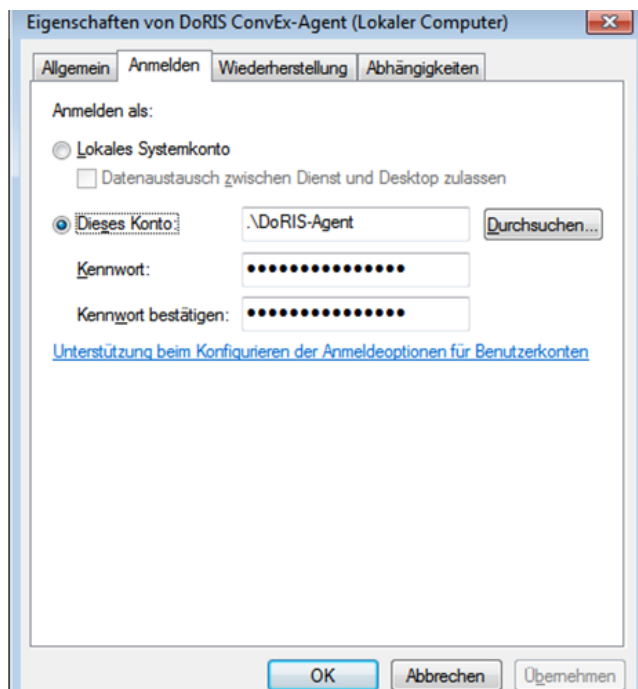 Eigenschaften von DoRIS ConvEx-Agent (Lokaler Computer)
Allgemein Anmelden Wiederherstellung Abhängigkeiten
Anmelden als:
Lokales Systemkonto
Datenaustausch zwischen Dienst und Desktop zulassen
Dieses Konto: .\DoRIS-Agent Durchsuchen...
Kennwort: •••••••••••••••
Kennwort bestätigen: •••••••••••••••
Unterstützung beim Konfigurieren der Anmeldeoptionen für Benutzerkonten
OK Abbrechen Übernehmen